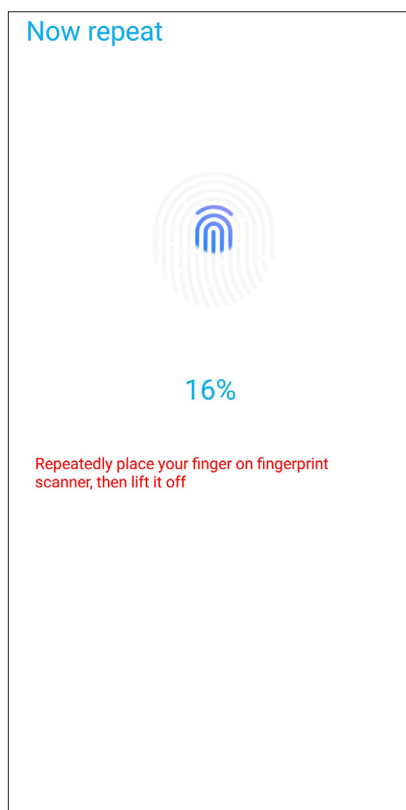 Now repeat
16%
Repeatedly place your finger on fingerprint
scanner, then lift it off